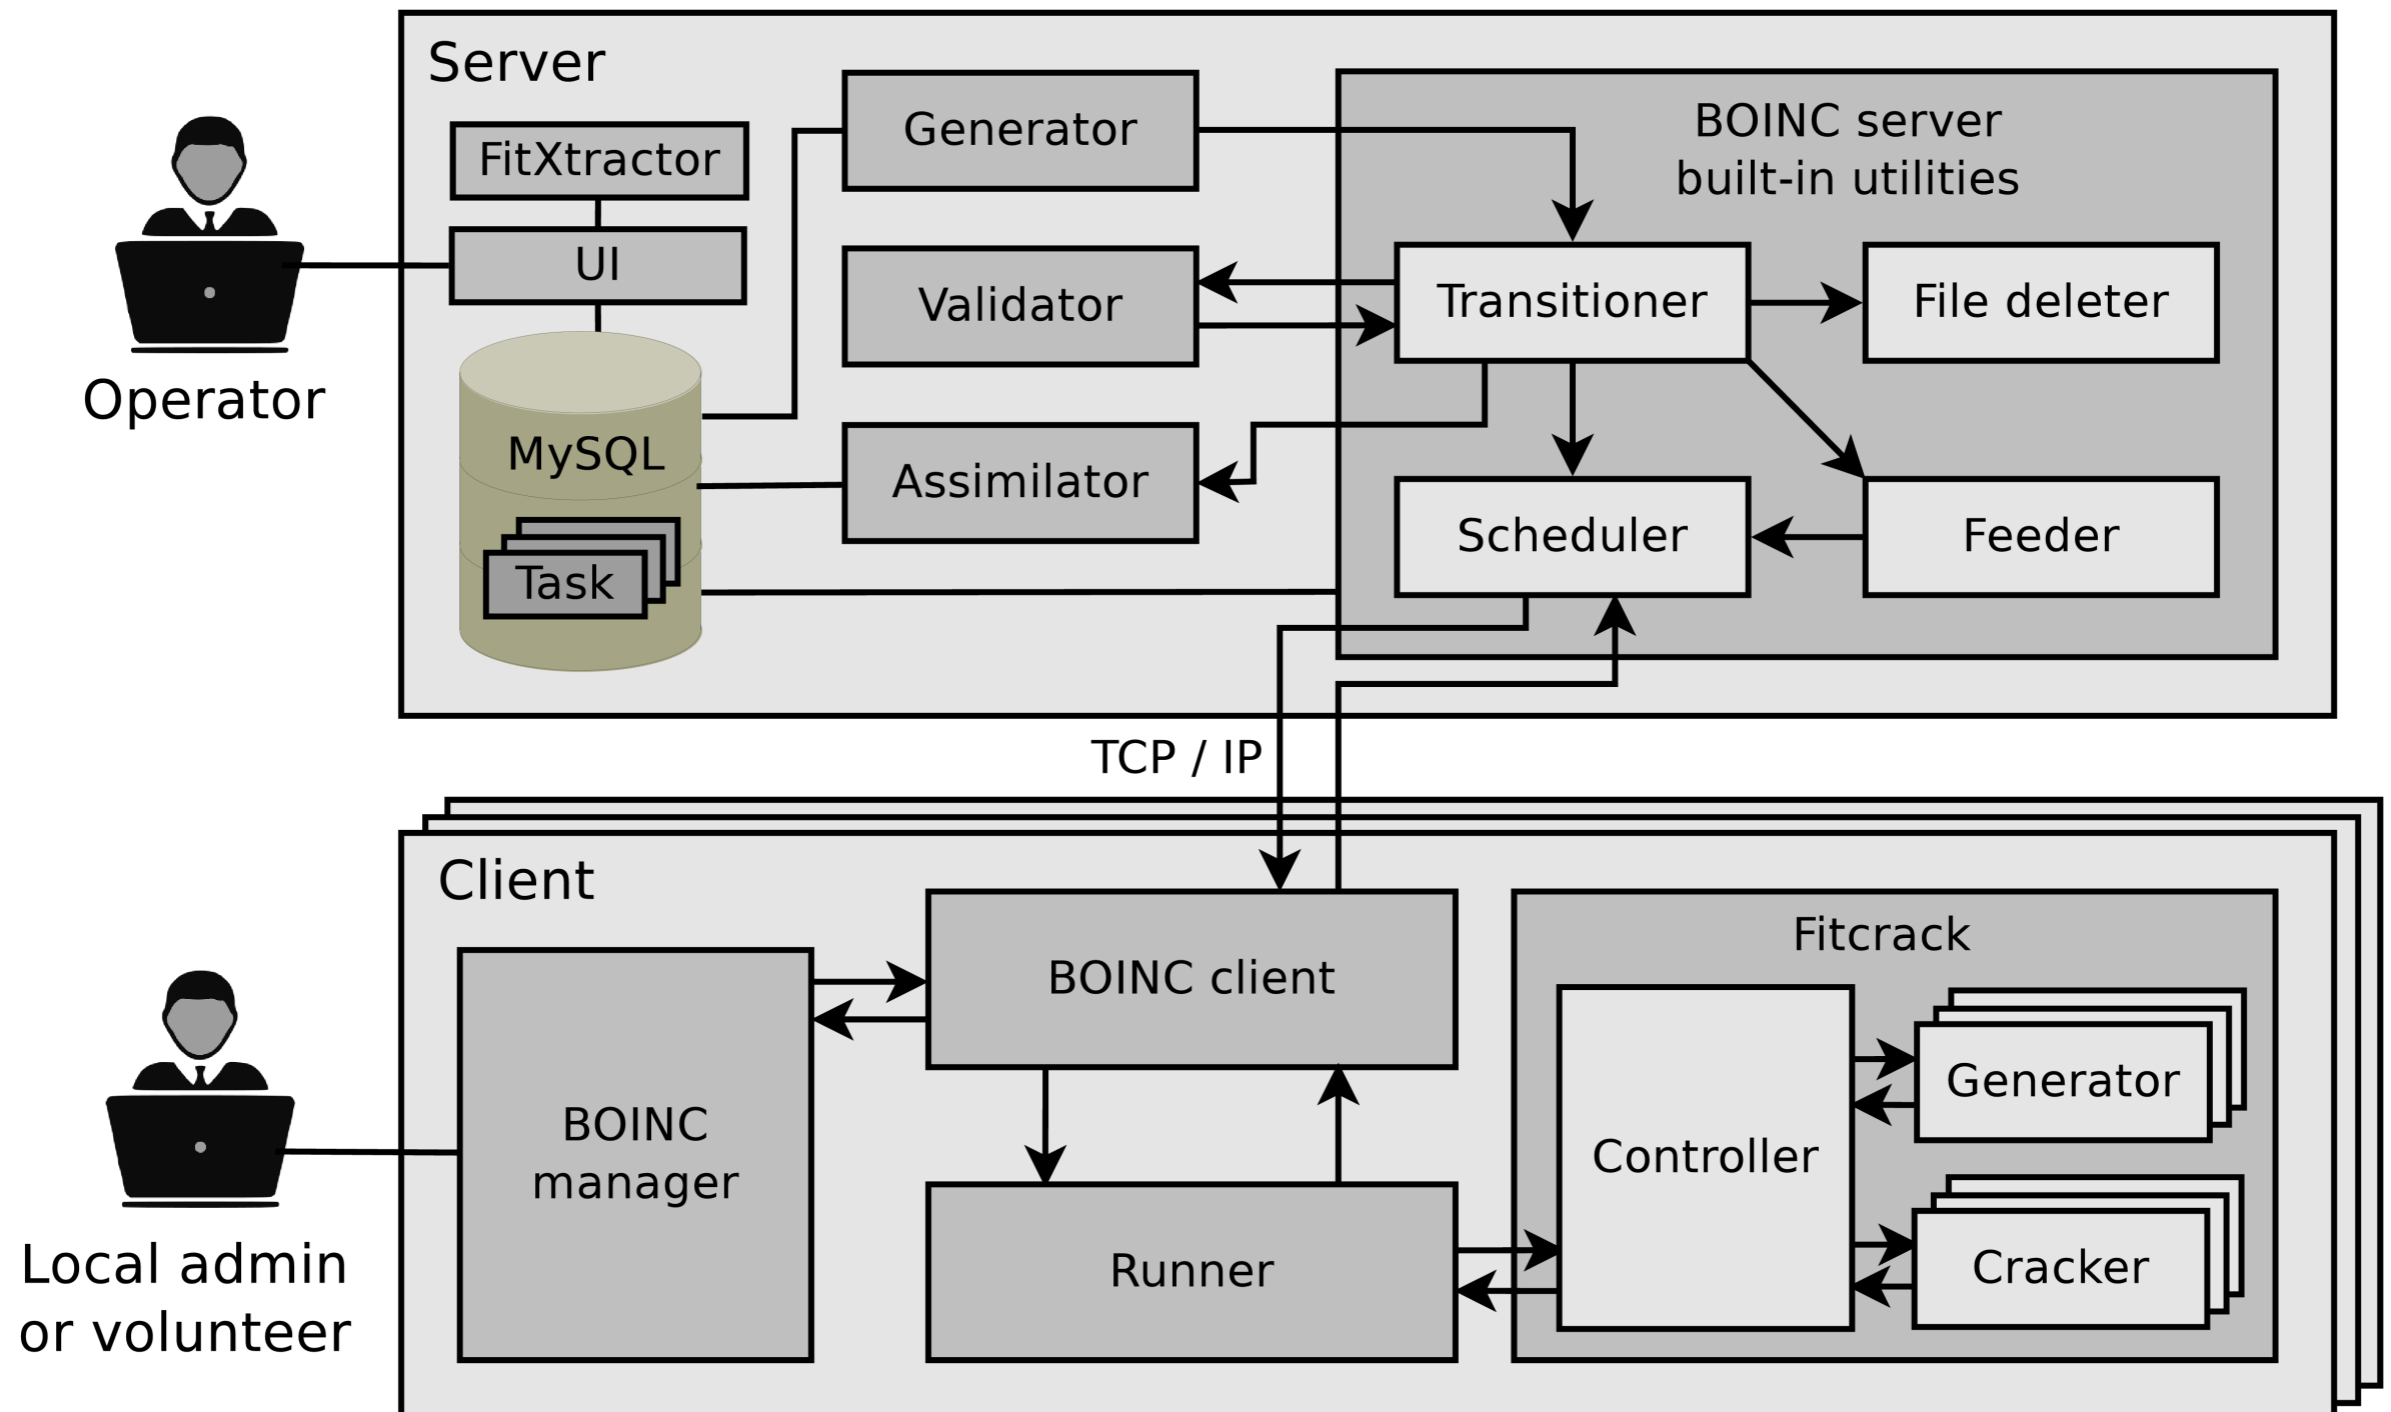 Server
FitXtractor
UI
Operator
MySQL
Task
Generator
Validator
Assimilator
BOINC server
built-in utilities
Transitioner
File deleter
Scheduler
Feeder
TCP / IP
Client
Local admin
or volunteer
BOINC
manager
BOINC client
Runner
Fitcrack
Controller
Generator
Cracker